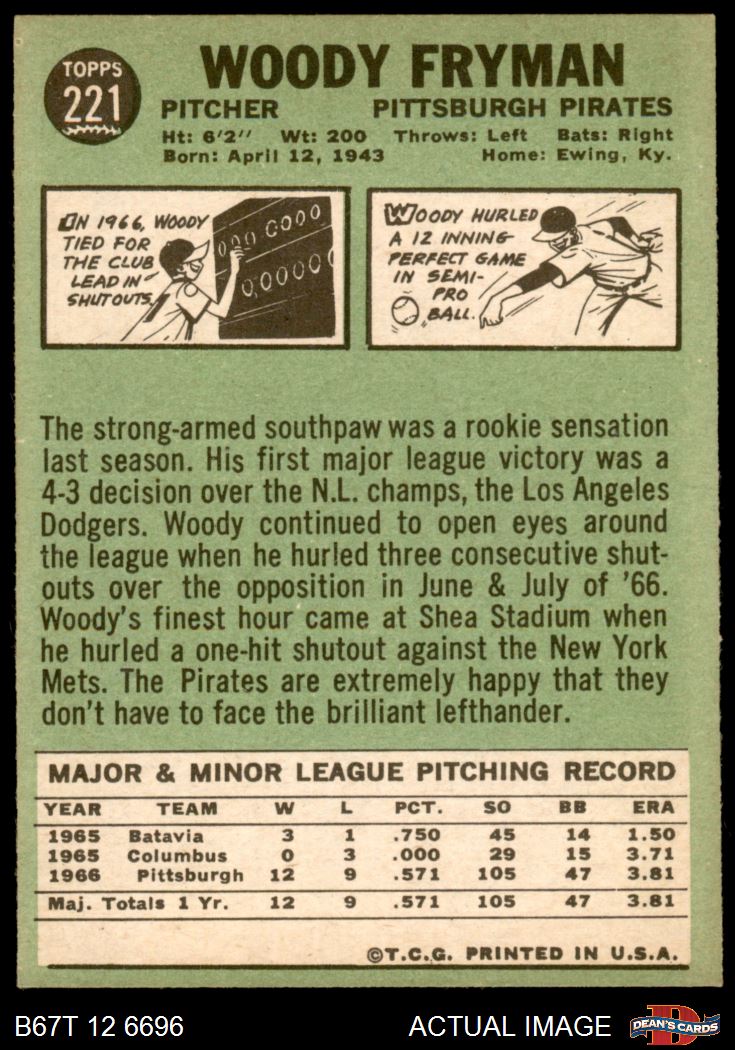 TOPPS
221
WOODY FRYMAN
PITCHER PITTSBURGH PIRATES
Ht: 6'2" Wt: 200 Throws: Left Bats: Right
Born: April 12, 1943 Home: Ewing, Ky.
IN 1966, WOODY
TIED FOR
THE CLUB
LEAD IN
SHUTOUTS.
000 0000
0,00000
WOODY HURLED
A 12 INNING
PERFECT GAME
IN SEMI-
PRO
BALL.
The strong-armed southpaw was a rookie sensation
last season. His first major league victory was a
4-3 decision over the N.L. champs, the Los Angeles
Dodgers. Woody continued to open eyes around
the league when he hurled three consecutive shut-
outs over the opposition in June & July of '66.
Woody's finest hour came at Shea Stadium when
he hurled a one-hit shutout against the New York
Mets. The Pirates are extremely happy that they
don't have to face the brilliant lefthander.
MAJOR & MINOR LEAGUE PITCHING RECORD
YEAR TEAM W L PCT. SO BB ERA
1965 Batavia 3 1 .750 45 14 1.50
1965 Columbus 0 3 .000 29 15 3.71
1966 Pittsburgh 12 9 .571 105 47 3.81
Maj. Totals 1 Yr. 12 9 .571 105 47 3.81
©T.C.G. PRINTED IN U.S.A.
B67T 12 6696 ACTUAL IMAGE
D
DEAN'S CARDS